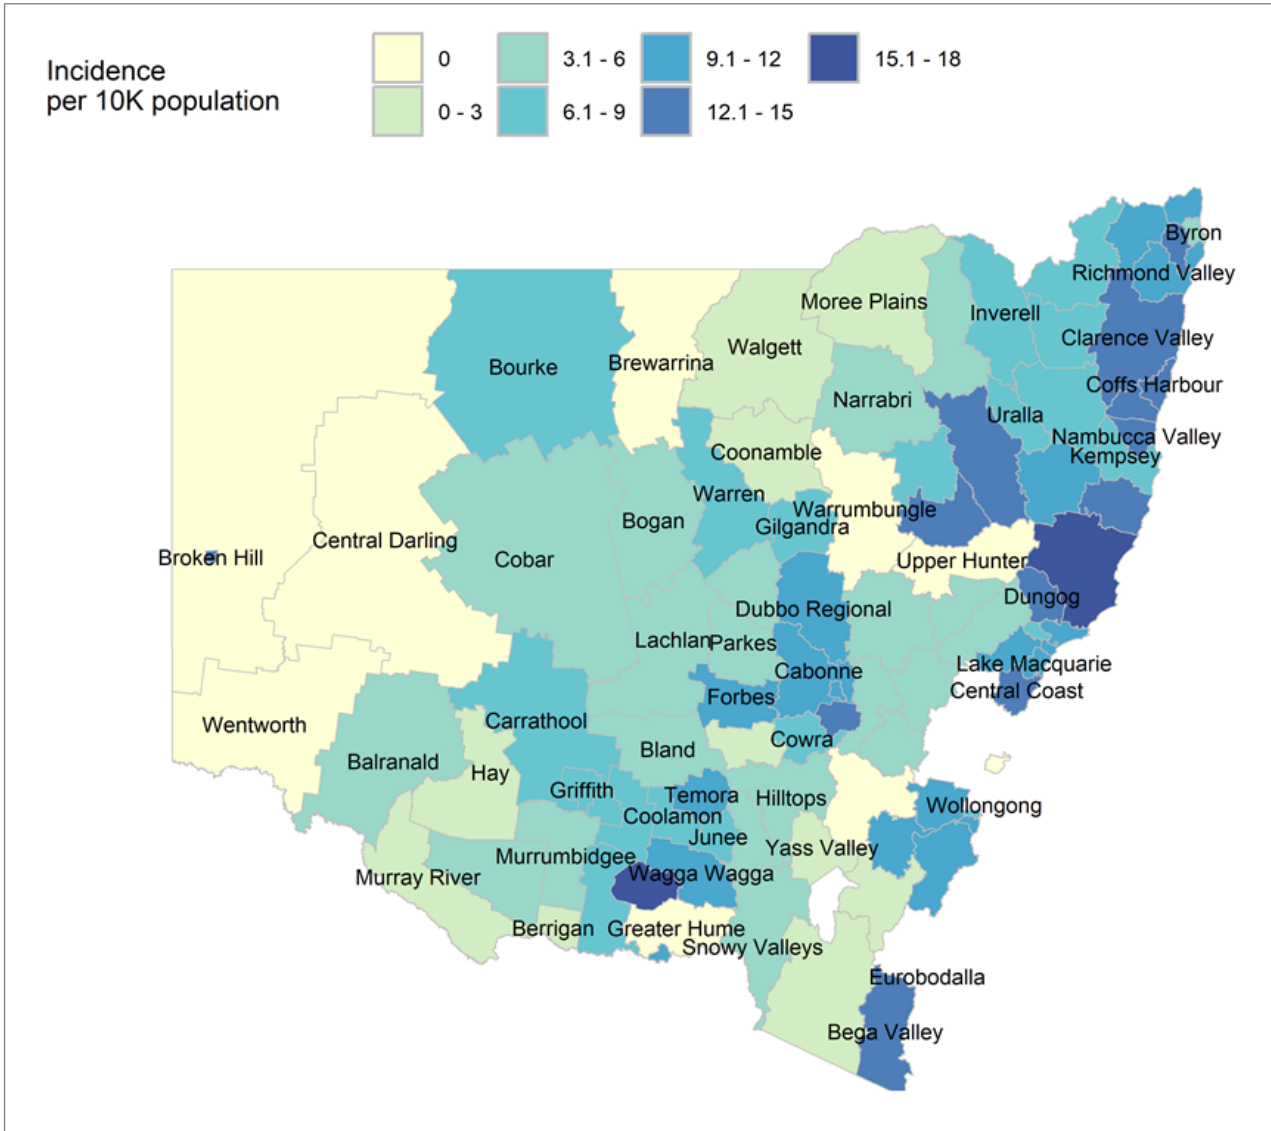 Incidence
per 10K population
0
3.1 - 6
9.1 - 12
15.1 - 18
0 - 3
6.1 - 9
12.1 - 15
Byron
Richmond Valley
Moree Plains
Inverell
Clarence Valley
Walgett
Brewarrina
Bourke
Coffs Harbour
Narrabri
Uralla
Nambucca Valley
Coonamble
Kempsey
Warren
Warrumbungle
Bogan
Gilgandra
Central Darling
Broken Hill
Cobar
Upper Hunter
Dungog
Dubbo Regional
Lachlan
Parkes
Lake Macquarie
Cabonne
Central Coast
Forbes
Carrathool
Wentworth
Cowra
Bland
Balranald
Hay
Griffith
Temora
Hilltops
Wollongong
Coolamon
Junee
Yass Valley
Murrumbidgee
Wagga Wagga
Murray River
Berrigan
Greater Hume
Snowy Valleys
Eurobodalla
Bega Valley